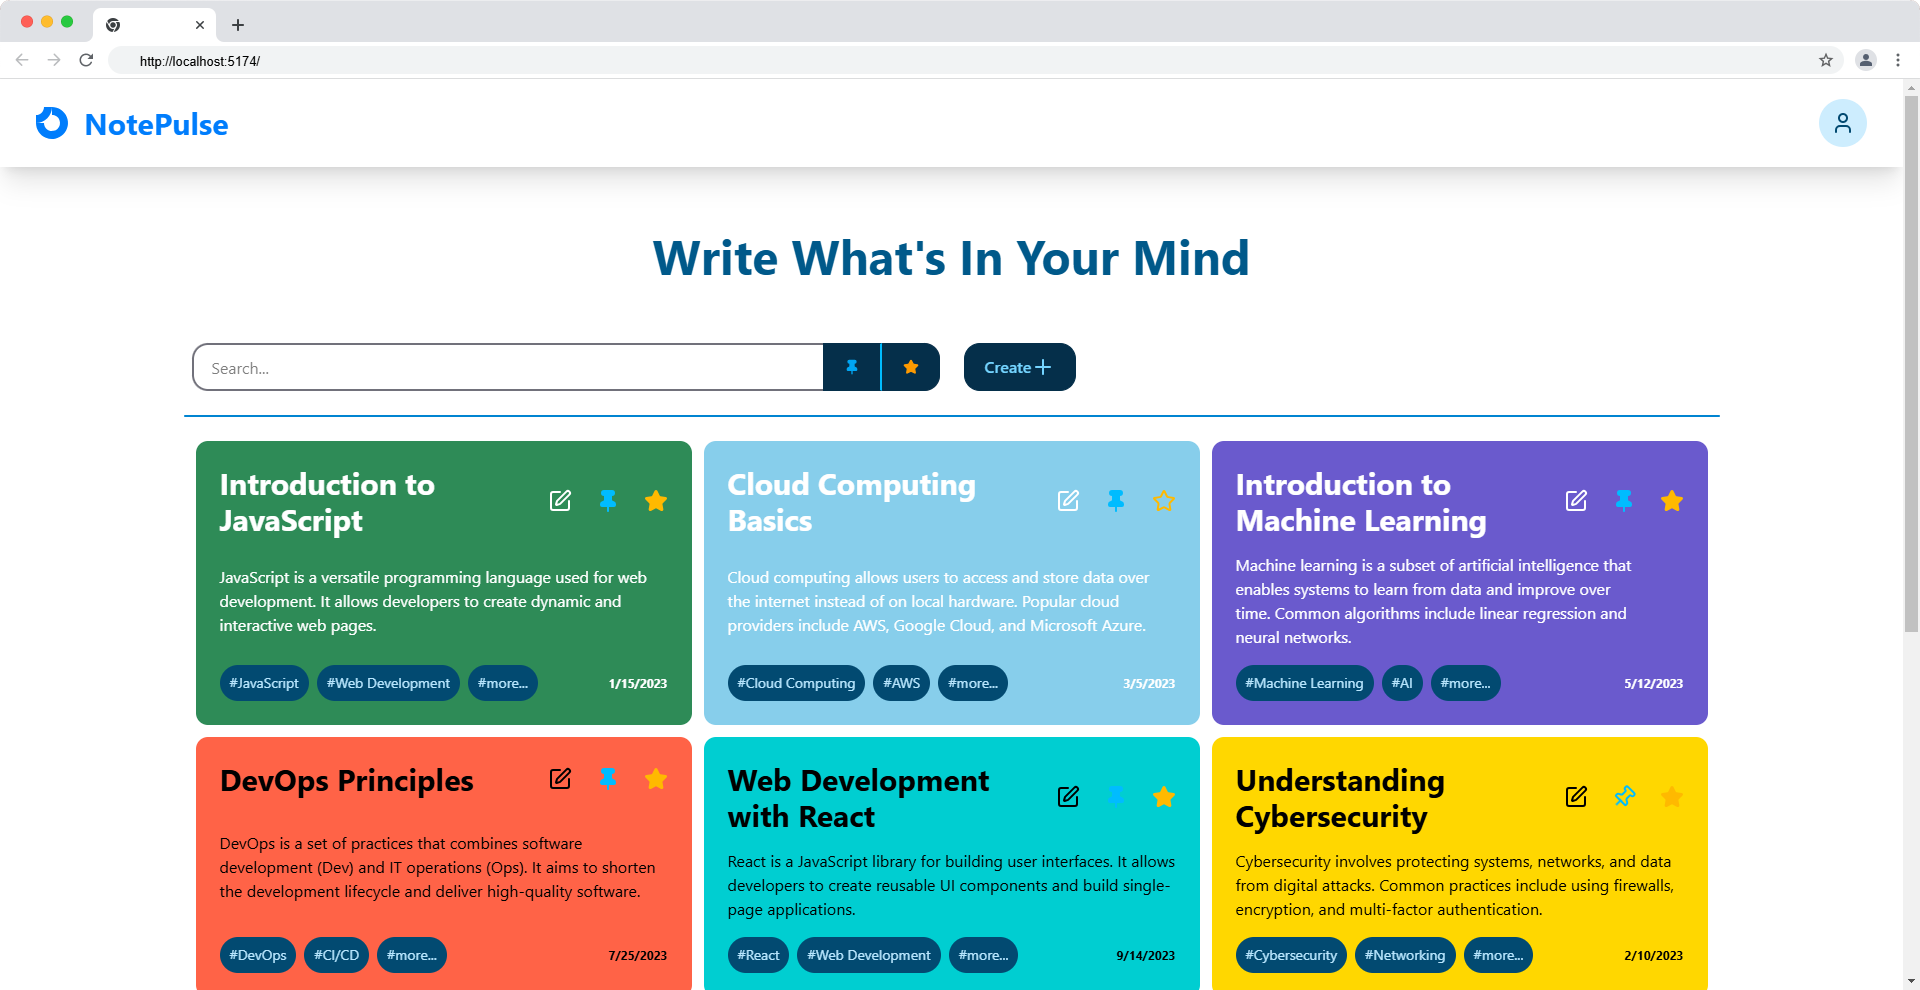 http://localhost:5174/
NotePulse
Write What's In Your Mind
Search...
Create
Introduction to
JavaScript
JavaScript is a versatile programming language used for web
development. It allows developers to create dynamic and
interactive web pages.
#JavaScript #Web Development #more... 1/15/2023
Cloud Computing
Basics
Cloud computing allows users to access and store data over
the internet instead of on local hardware. Popular cloud
providers include AWS, Google Cloud, and Microsoft Azure.
#Cloud Computing #AWS #more... 3/5/2023
Introduction to
Machine Learning
Machine learning is a subset of artificial intelligence that
enables systems to learn from data and improve over
time. Common algorithms include linear regression and
neural networks.
#Machine Learning #AI #more... 5/12/2023
DevOps Principles
DevOps is a set of practices that combines software
development (Dev) and IT operations (Ops). It aims to shorten
the development lifecycle and deliver high-quality software.
#DevOps #CI/CD #more... 7/25/2023
Web Development
with React
React is a JavaScript library for building user interfaces. It allows
developers to create reusable UI components and build single-
page applications.
#React #Web Development #more... 9/14/2023
Understanding
Cybersecurity
Cybersecurity involves protecting systems, networks, and data
from digital attacks. Common practices include using firewalls,
encryption, and multi-factor authentication.
#Cybersecurity #Networking #more... 2/10/2023